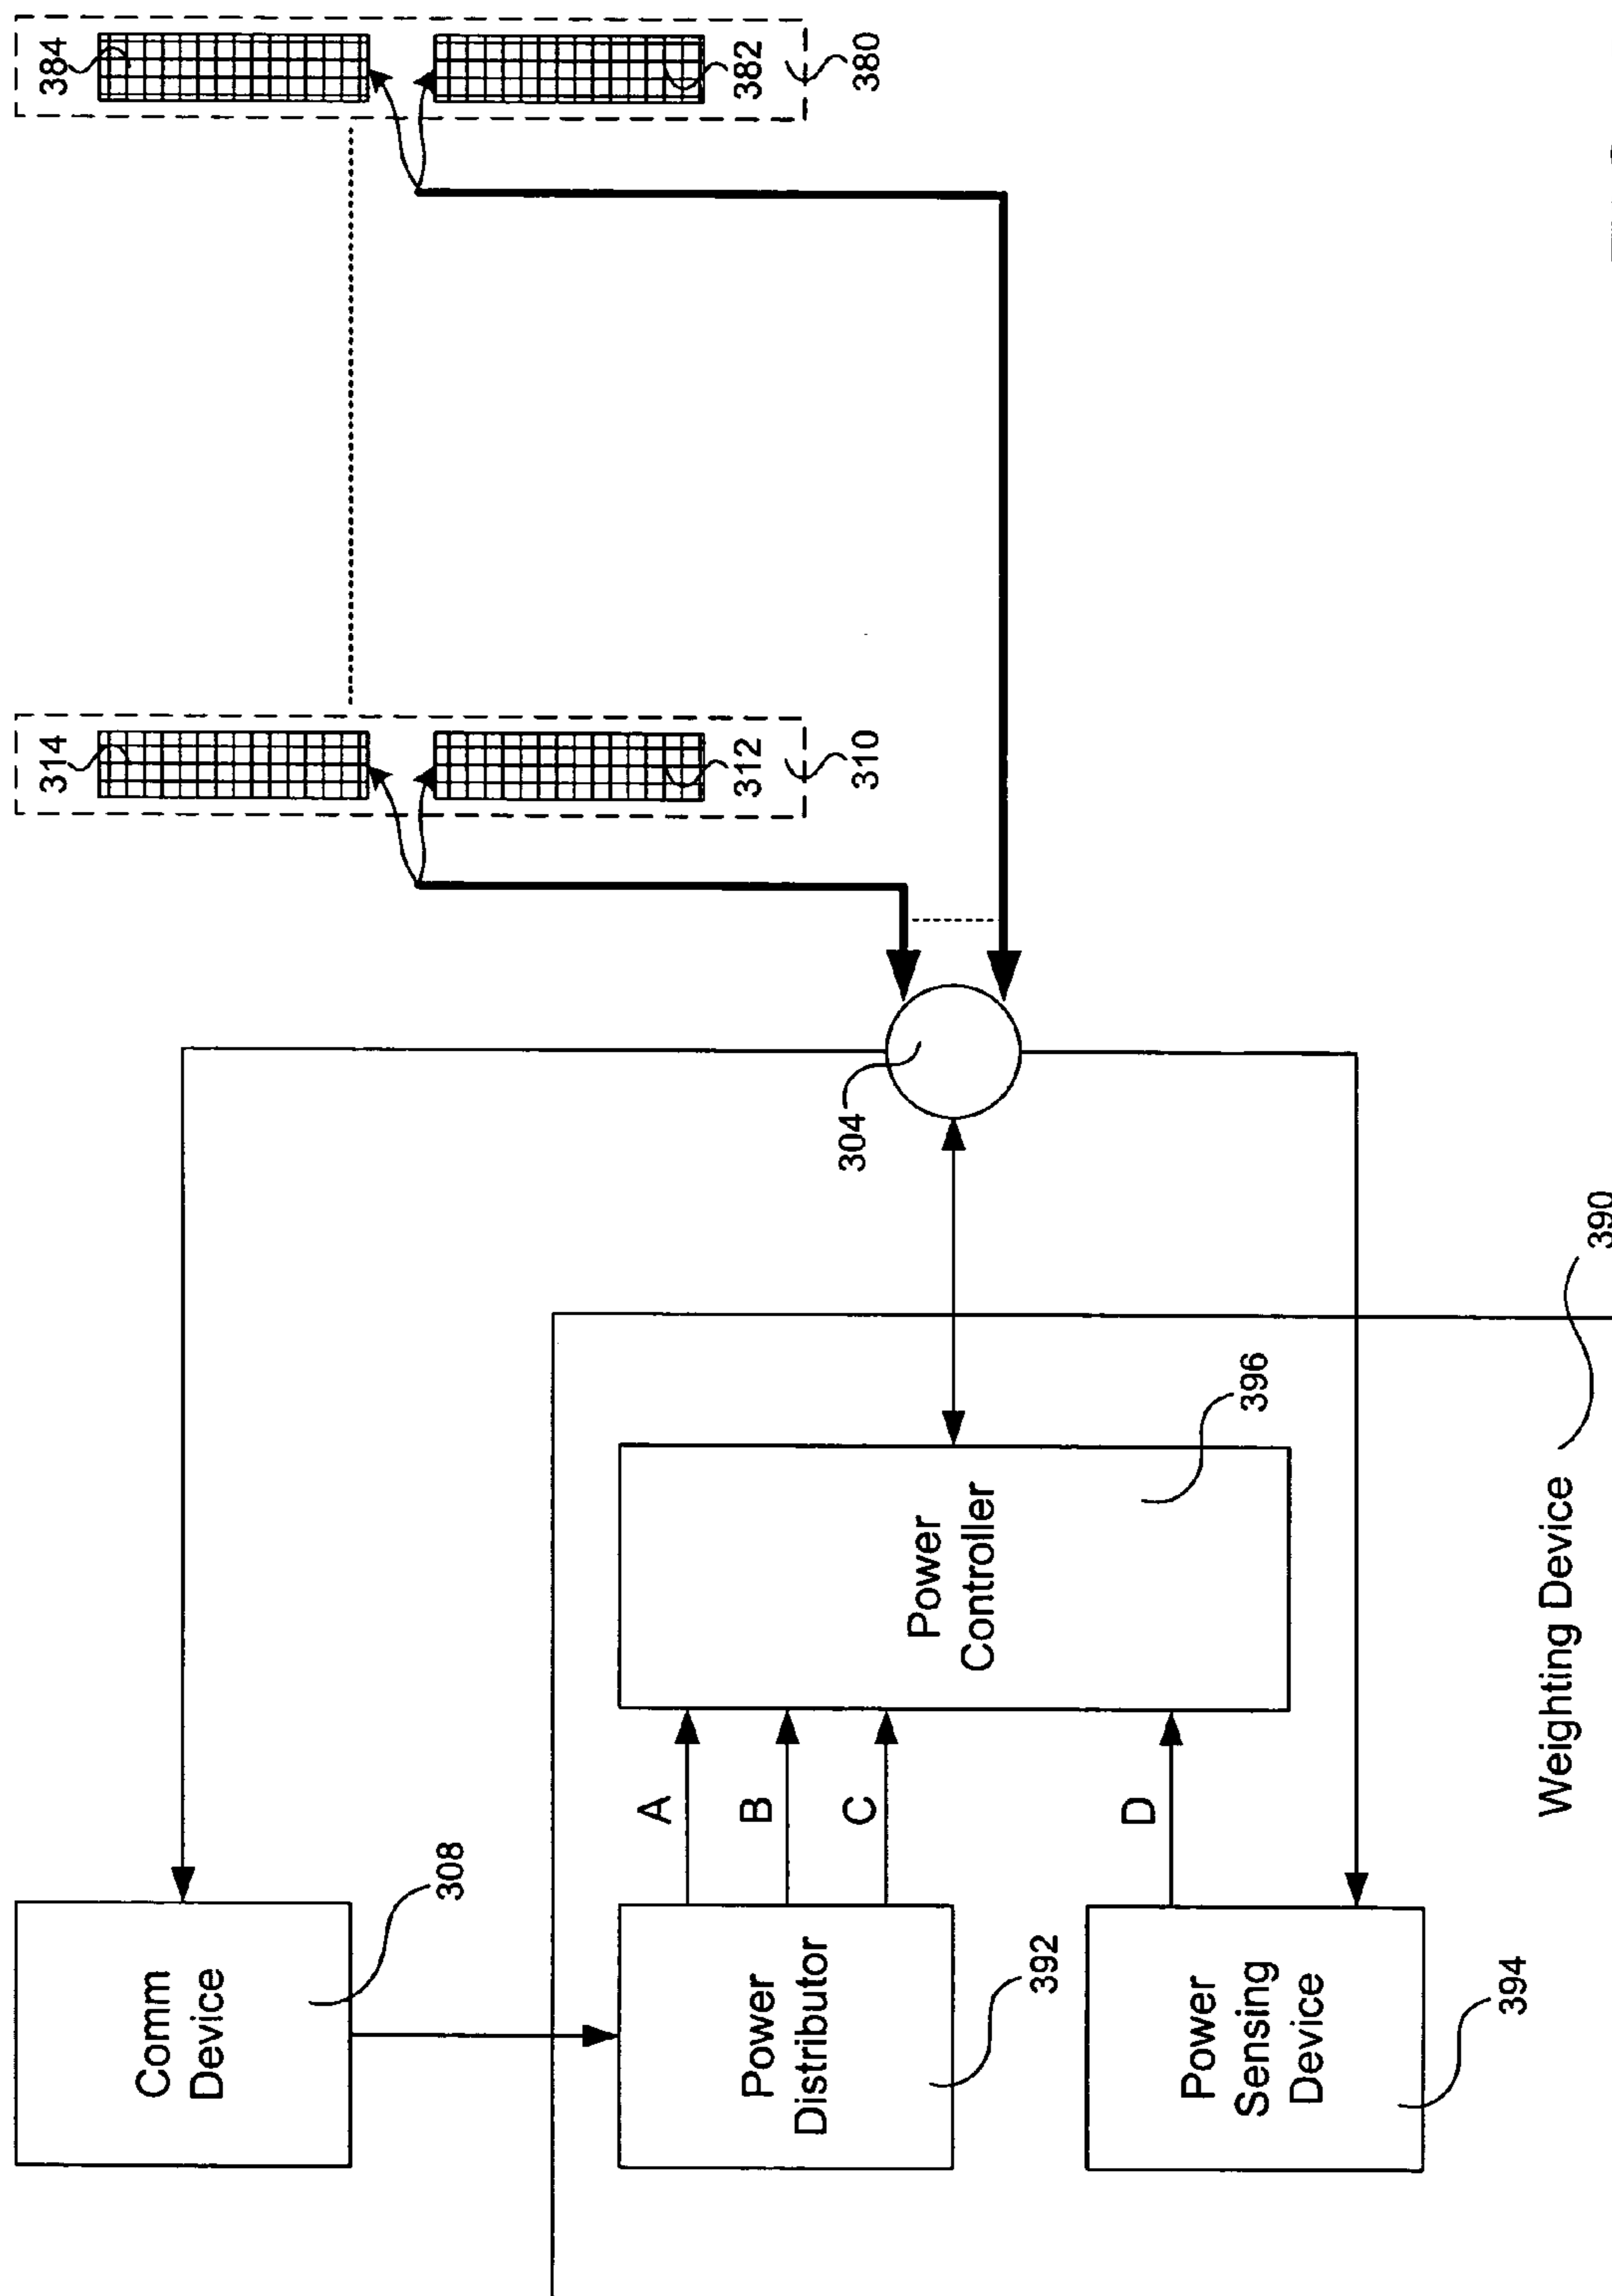 Comm
Device
308
314
312
310
384
382
380
304
A
B
C
D
Power
Distributor
392
Power
Controller
396
Power
Sensing
Device
394
Weighting Device
390